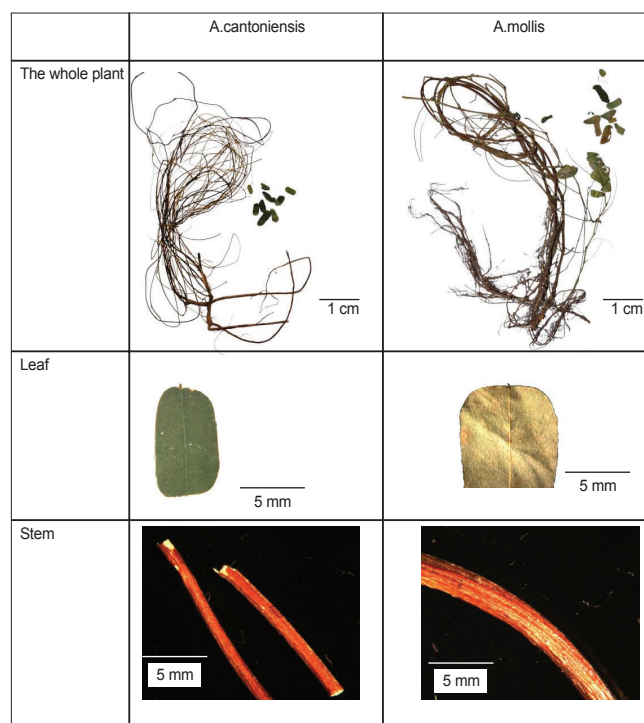 A.cantoniensis A.mollis
The whole plant
1 cm 1 cm
Leaf
5 mm 5 mm
Stem
5 mm 5 mm